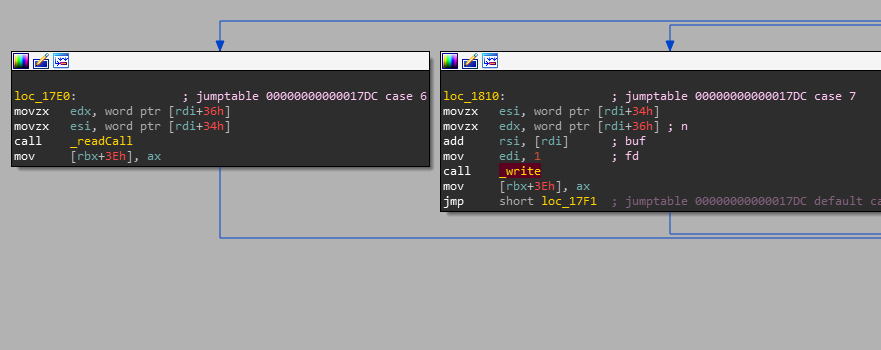 loc_17E0: ; jumptable 00000000000017DC case 6
movzx edx, word ptr [rdi+36h]
movzx esi, word ptr [rdi+34h]
call _readCall
mov [rbx+3Eh], ax
loc_1810: ; jumptable 00000000000017DC case 7
movzx esi, word ptr [rdi+34h]
movzx edx, word ptr [rdi+36h] ; n
add rsi, [rdi] ; buf
mov edi, 1 ; fd
call _write
mov [rbx+3Eh], ax
jmp short loc_17F1 ; jumptable 00000000000017DC default ca